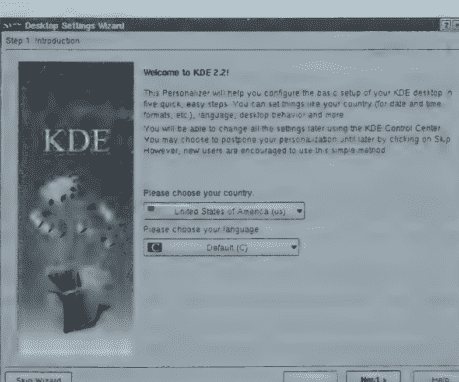 Desktop Settings Wizard
Step 1: Introduction
KDE
Welcome to KDE 2.2!
This Personalizer will help you configure the basic setup of your KDE desktop in
five quick, easy steps. You can set things like your country (for date and time
formats, etc.), language, desktop behavior and more.
You will be able to change all the settings later using the KDE Control Center.
You may choose to postpone your personalization until later by clicking on Skip
However, new users are encouraged to use this simple method.
Please choose your country:
United States of America (us)
Please choose your language:
C Default (C)
Skip Wizard
Next >
Help